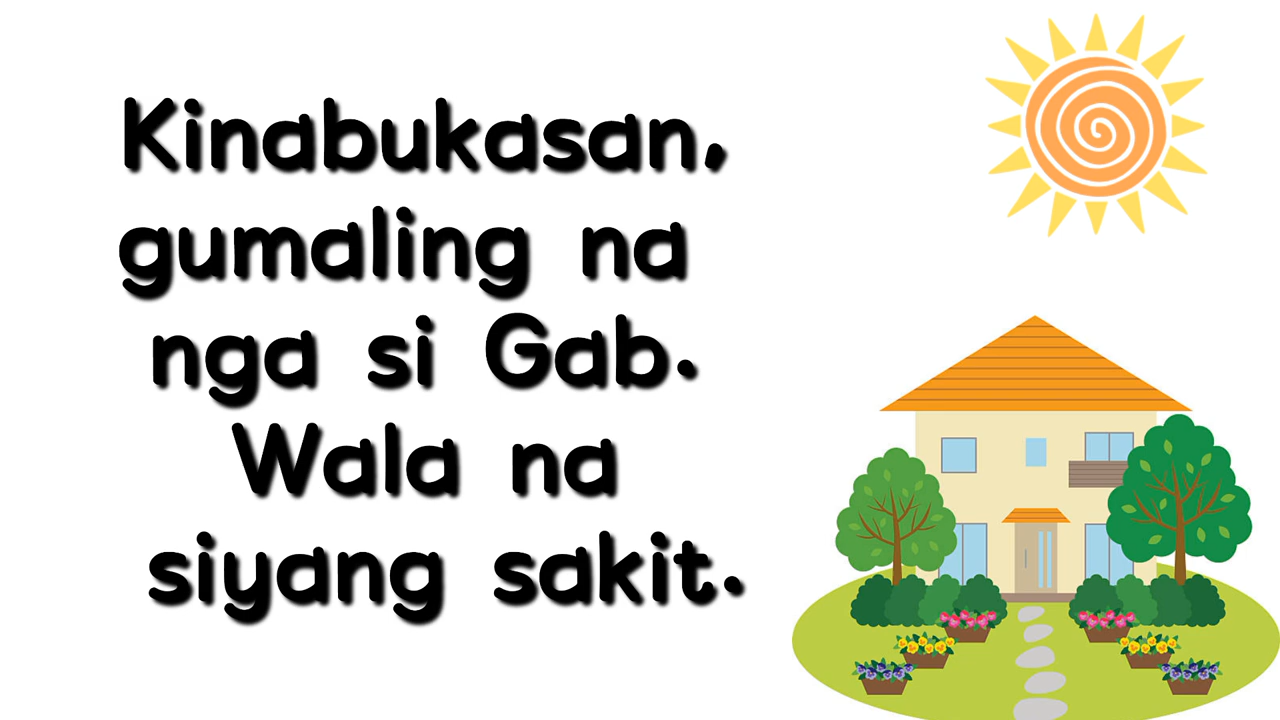 Kinabukasan,
gumaling na
nga si Gab.
Wala na
siyang sakit.